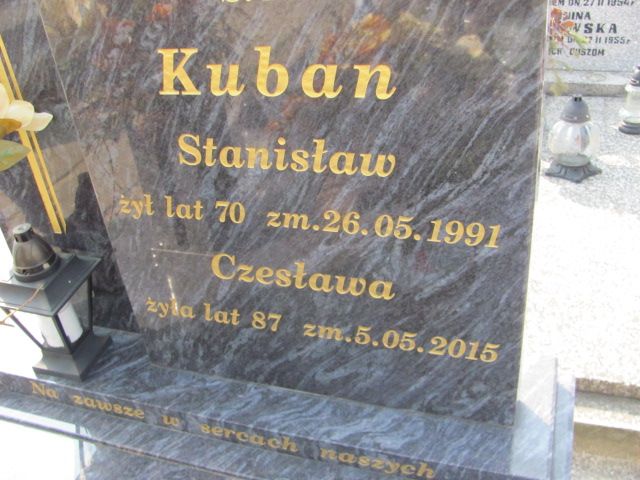 Kuban
Stanisław
żył lat 70 zm.26.05.1991
Czesława
żyła lat 87 zm.5.05.2015
Na zawsze w sercach naszych